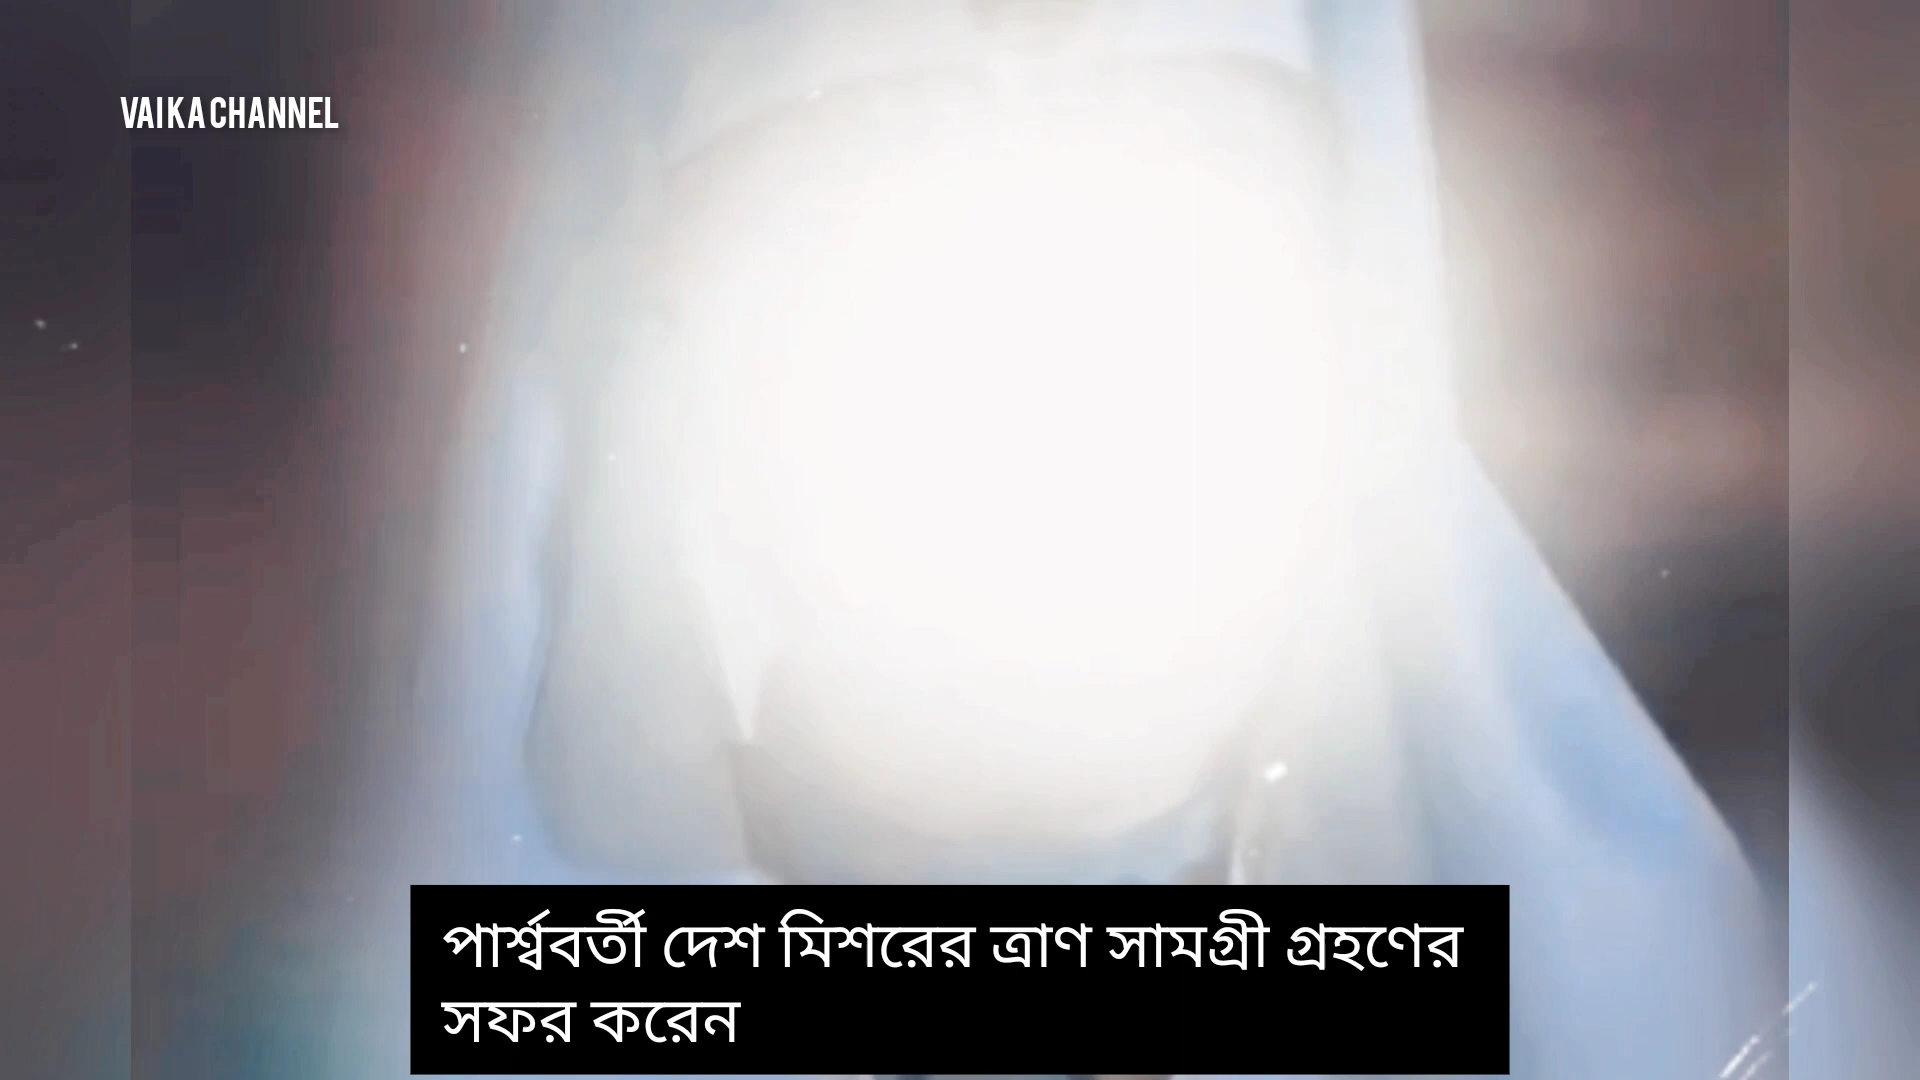 VAIKA CHANNEL
পার্শ্ববর্তী দেশ মিশরের ত্রাণ সামগ্রী গ্রহণের
সফর করেন